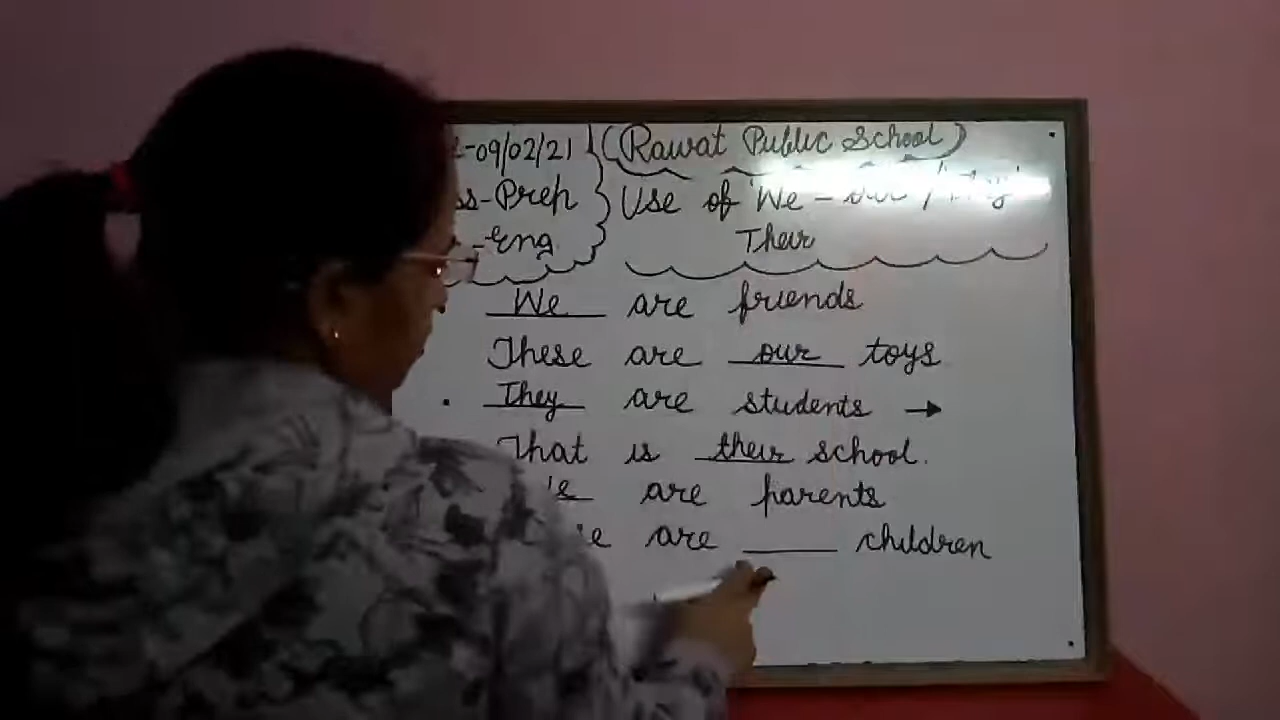 -09/02/21 (Rawat Public School)
ss-Prep Use of 'We - our /
-Eng. Their
We are friends
These are our toys
They are students →
That is their school.
are parents
are ____ children